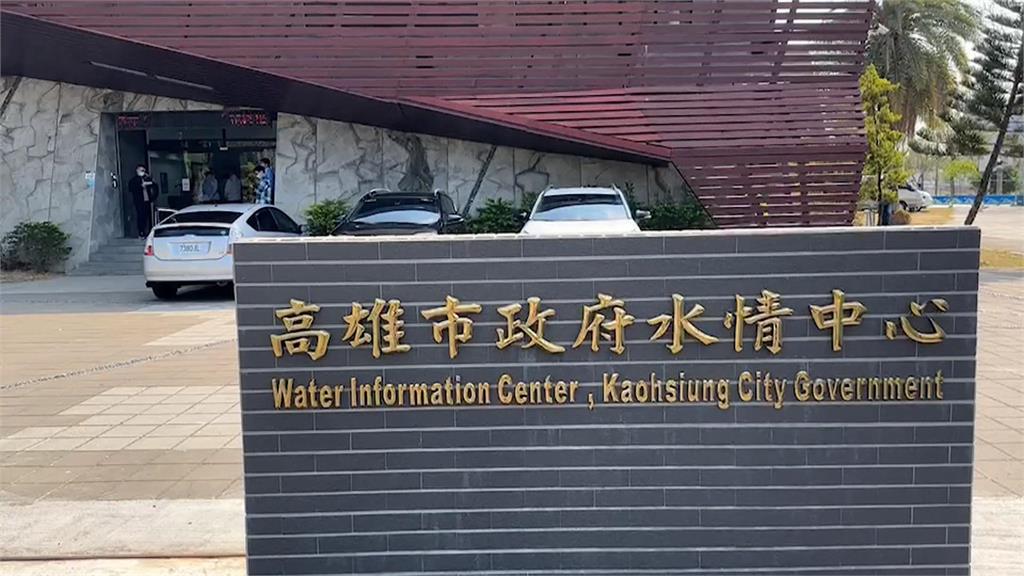 高雄市政府水情中心
Water Information Center , Kaohsiung City Government